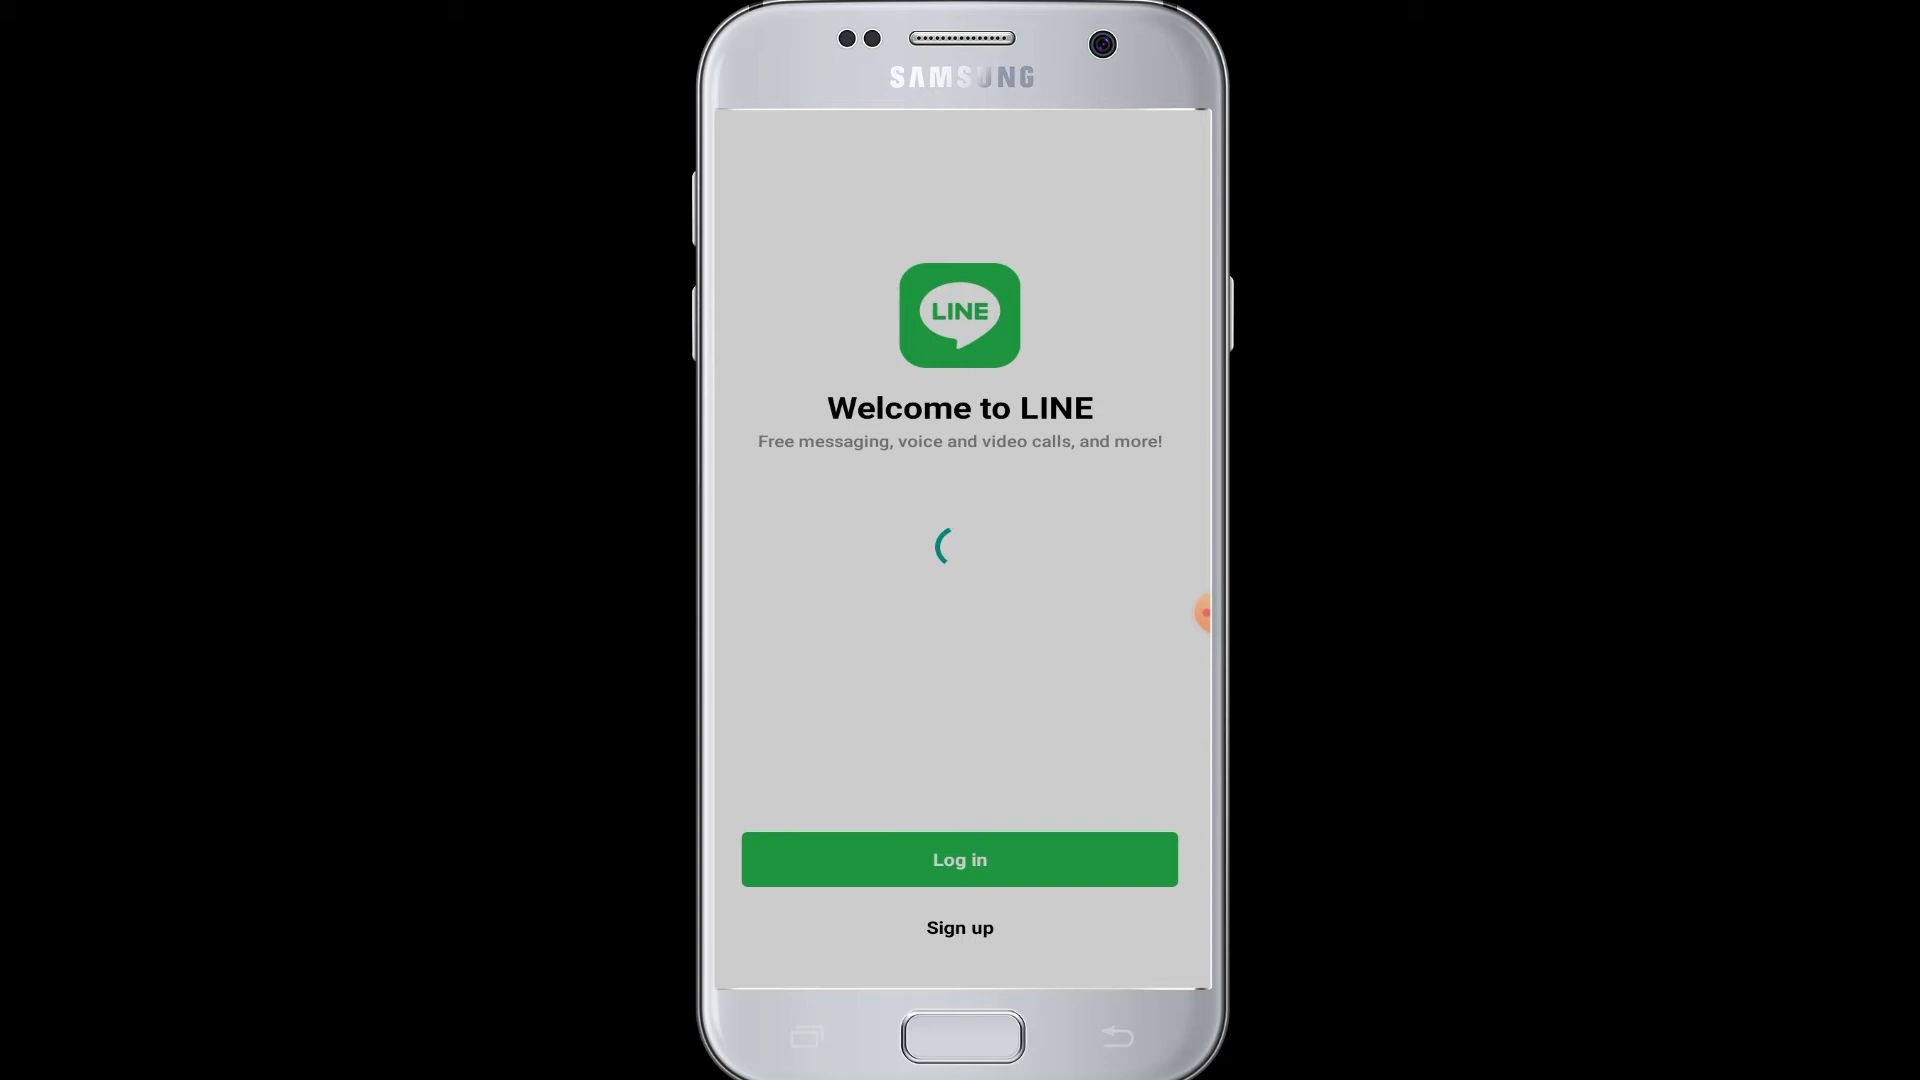 SAMSUNG
LINE
Welcome to LINE
Free messaging, voice and video calls, and more!
Log in
Sign up